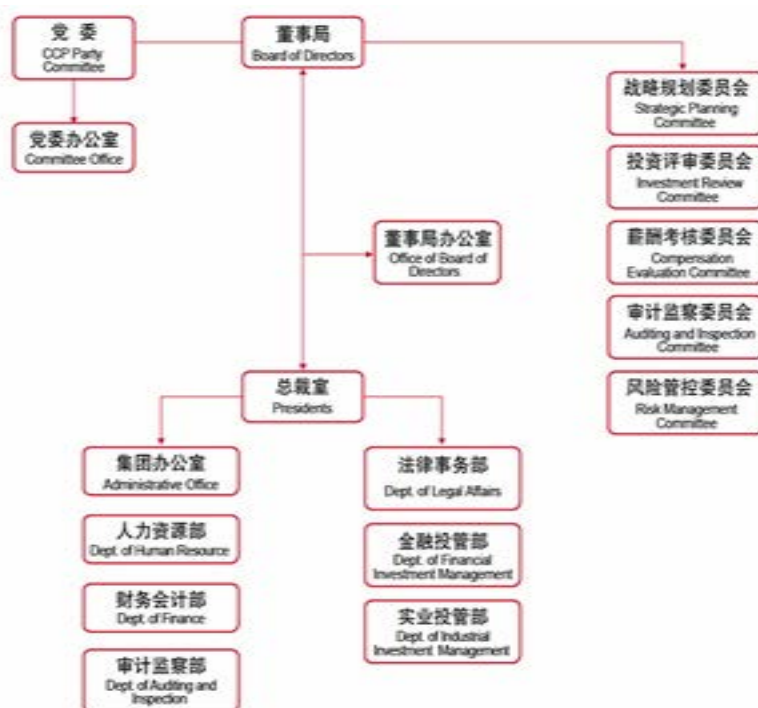 党 委
CCP Party
Committee
董事局
Board of Directors
战略规划委员会
Strategic Planning
Committee
党委办公室
Committee Office
投资评审委员会
Investment Review
Committee
董事局办公室
Office of Board of
Directors
薪酬考核委员会
Compensation
Evaluation Committee
审计监察委员会
Auditing and Inspection
Committee
总裁室
Presidents
风险管控委员会
Risk Management
Committee
集团办公室
Administrative Office
法律事务部
Dept. of Legal Affairs
人力资源部
Dept. of Human Resource
金融投管部
Dept. of Financial
Investment Management
财务会计部
Dept. of Finance
实业投管部
Dept. of Industrial
Investment Management
审计监察部
Dept. of Auditing and
Inspection